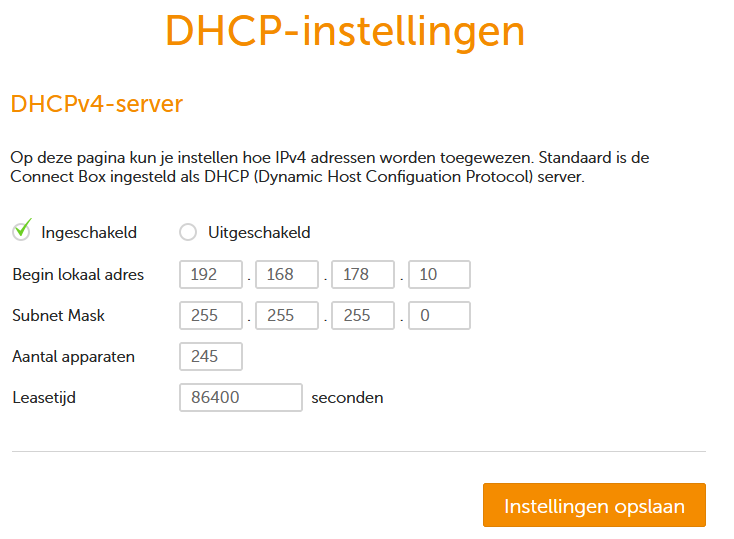 DHCP-instellingen
DHCPv4-server
Op deze pagina kun je instellen hoe IPv4 adressen worden toegewezen. Standaard is de
Connect Box ingesteld als DHCP (Dynamic Host Configuation Protocol) server.
Ingeschakeld Uitgeschakeld
Begin lokaal adres 192 . 168 . 178 . 10
Subnet Mask 255 . 255 . 255 . 0
Aantal apparaten 245
Leasetijd 86400 seconden
Instellingen opslaan